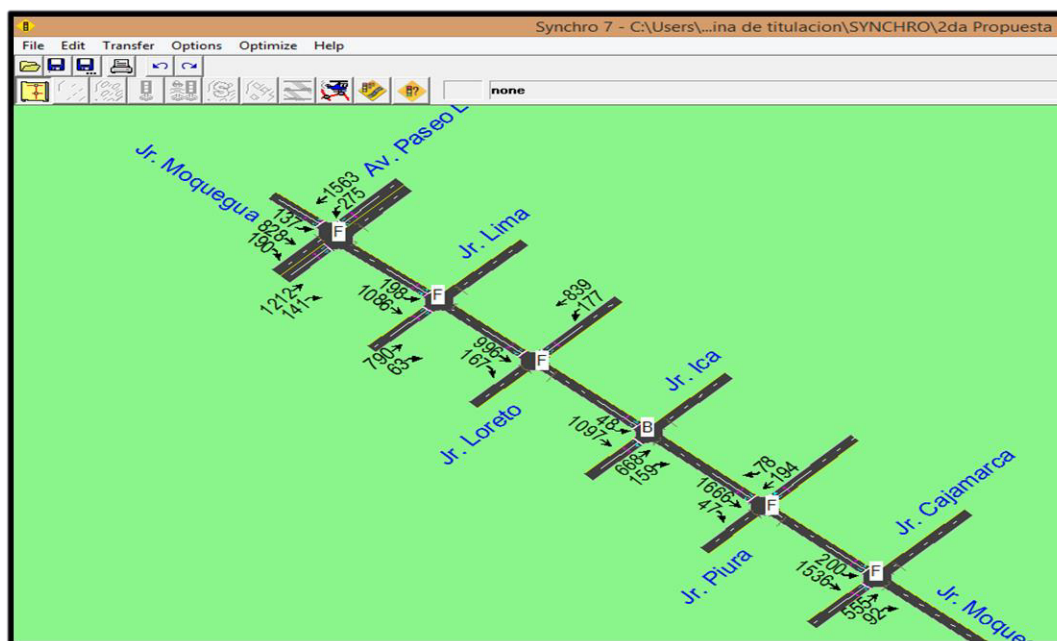 Synchro 7 - C:\Users\...ina de titulacion\SYNCHRO\2da Propuesta
File Edit Transfer Options Optimize Help
none
Jr. Moquegua
Av. Paseo
1563
275
137
828
190
F
1212
141
Jr. Lima
198
1086
F
790
63
839
177
996
167
F
Jr. Loreto
Jr. Ica
48
1097
B
668
159
78
194
1666
47
F
Jr. Piura
Jr. Cajamarca
200
1536
F
555
92
Jr. Moque